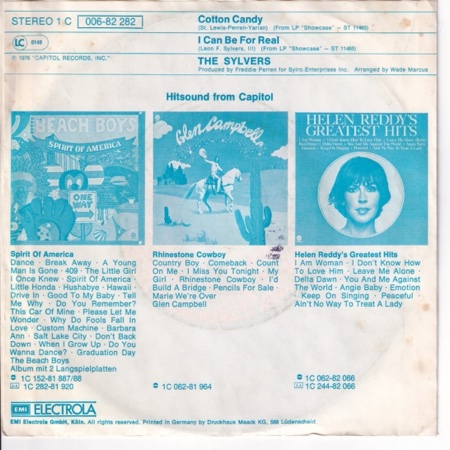 STEREO 1 C 006-82 282
Cotton Candy
(St. Lewis-Perren-Yarian) (From LP "Showcase" – ST 11465)
LC 0148
I Can Be For Real
(Leon F. Sylvers, III) (From LP "Showcase" – ST 11465)
℗ 1976 "CAPITOL RECORDS, INC."
THE SYLVERS
Produced by Freddie Perren for Grand Slam Enterprises Inc. Arranged by Wade Marcus
Hitsound from Capitol
BEACH BOYS
SPIRIT OF AMERICA
ONE WAY
Glen Campbell
HELEN REDDY'S
GREATEST HITS
Spirit Of America
Dance · Break Away · A Young
Man Is Gone · 409 · The Little Girl
I Once Knew · Spirit Of America ·
Little Honda · Hushabye · Hawaii ·
Drive In · Good To My Baby · Tell
Me Why · Do You Remember?
This Car Of Mine · Please Let Me
Wonder · Why Do Fools Fall In
Love · Custom Machine · Barbara
Ann · Salt Lake City · Don't Back
Down · When I Grow Up · Do You
Wanna Dance? · Graduation Day
The Beach Boys
Album mit 2 Langspielplatten
1C 152-81 887/88
1C 262-81 920
Rhinestone Cowboy
Country Boy · Comeback · Count
On Me · I Miss You Tonight · My
Girl · Rhinestone Cowboy · I'd
Build A Bridge · Pencils For Sale ·
Marie We're Over
Glen Campbell
1C 062-81 964
Helen Reddy's Greatest Hits
I Am Woman · I Don't Know How
To Love Him · Leave Me Alone ·
Delta Dawn · You And Me Against
The World · Angie Baby · Emotion
· Keep On Singing · Peaceful ·
Ain't No Way To Treat A Lady
1C 062-82 066
1C 244-82 066
EMI ELECTROLA
EMI Electrola GmbH, Köln. All rights reserved. Printed in Germany by Druckhaus Maack KG, 588 Lüdenscheid